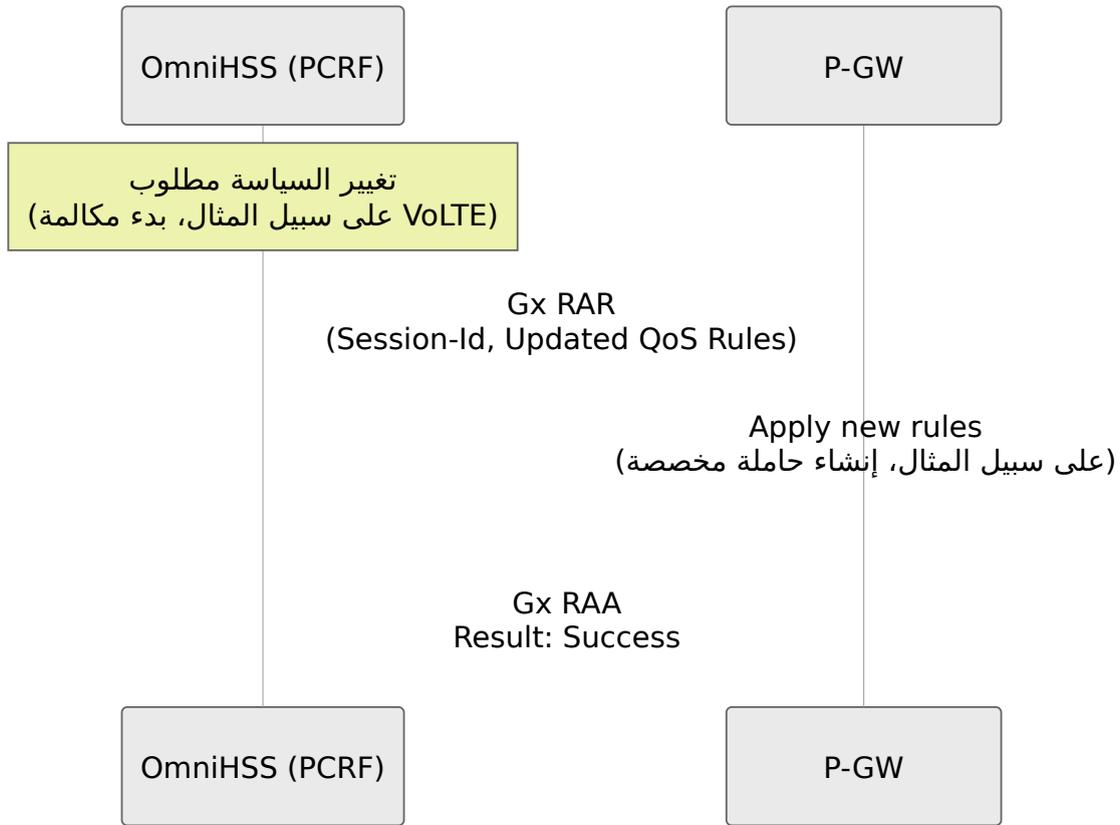 OmniHSS (PCRF)
P-GW
تغيير السياسة مطلوب
(على سبيل المثال، بدء مكالمة VoLTE)
Gx RAR
(Session-Id, Updated QoS Rules)
Apply new rules
(على سبيل المثال، إنشاء حاملة مخصصة)
Gx RAA
Result: Success
OmniHSS (PCRF)
P-GW